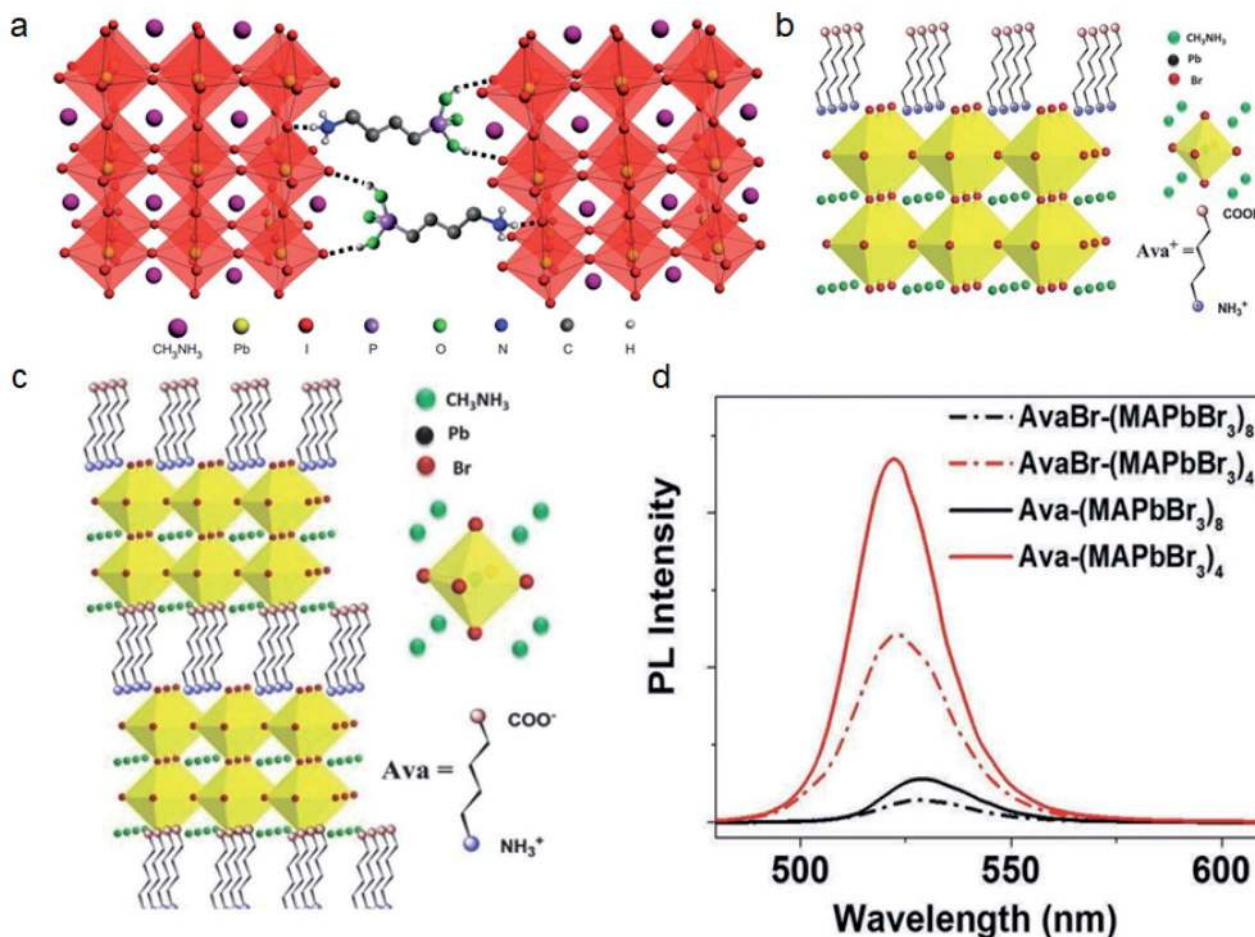 a
CH₃NH₃ Pb I P O N C H
b
CH₃NH₃
Pb
Br
COOH
Ava⁺ =
NH₃⁺
c
CH₃NH₃
Pb
Br
COO⁻
Ava =
NH₃⁺
d
AvaBr-(MAPbBr₃)₈
AvaBr-(MAPbBr₃)₄
Ava-(MAPbBr₃)₈
Ava-(MAPbBr₃)₄
PL Intensity
500 550 600
Wavelength (nm)